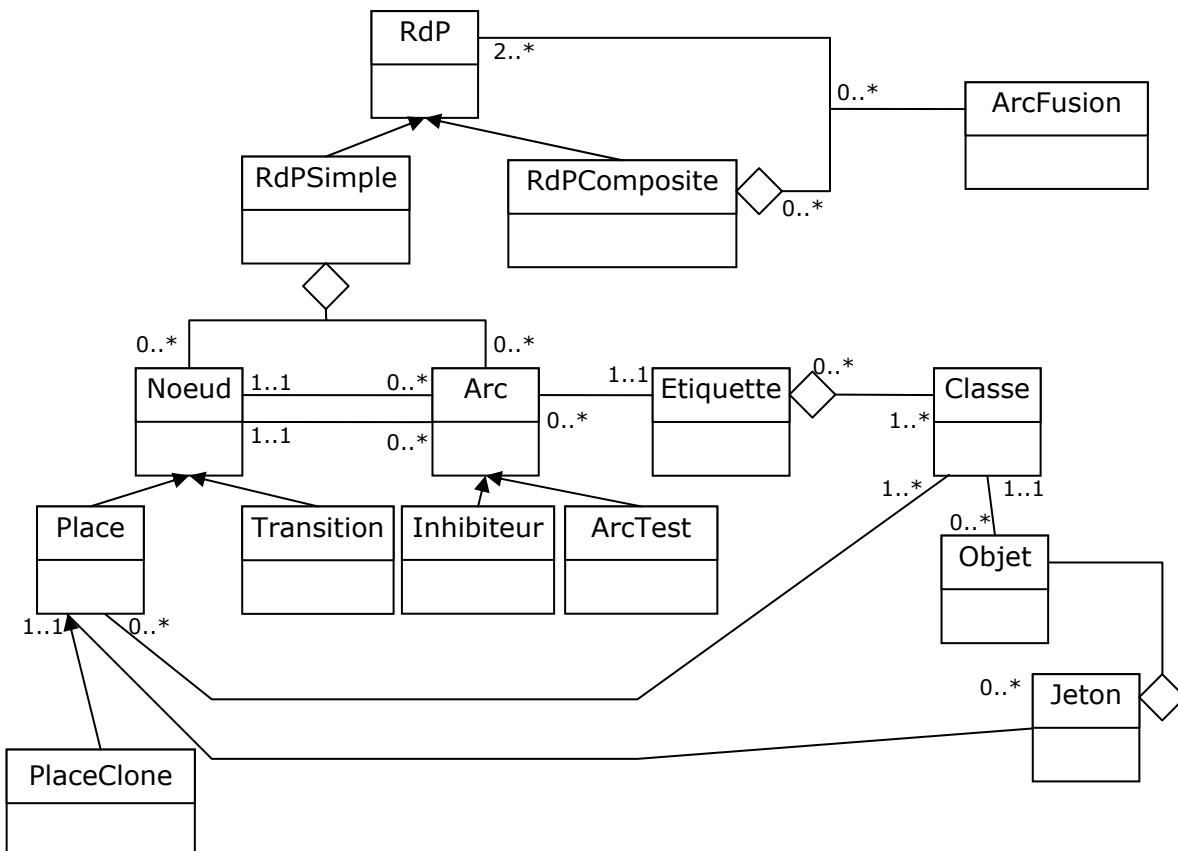 RdP
2..*
0..*
ArcFusion
RdPSimple
RdPComposite
0..*
0..*
0..*
Noeud
1..1
0..*
Arc
1..1
Etiquette
0..*
Classe
1..1
0..*
0..*
1..*
1..*
1..1
Place
Transition
Inhibiteur
ArcTest
0..*
Objet
1..1
0..*
0..*
Jeton
PlaceClone